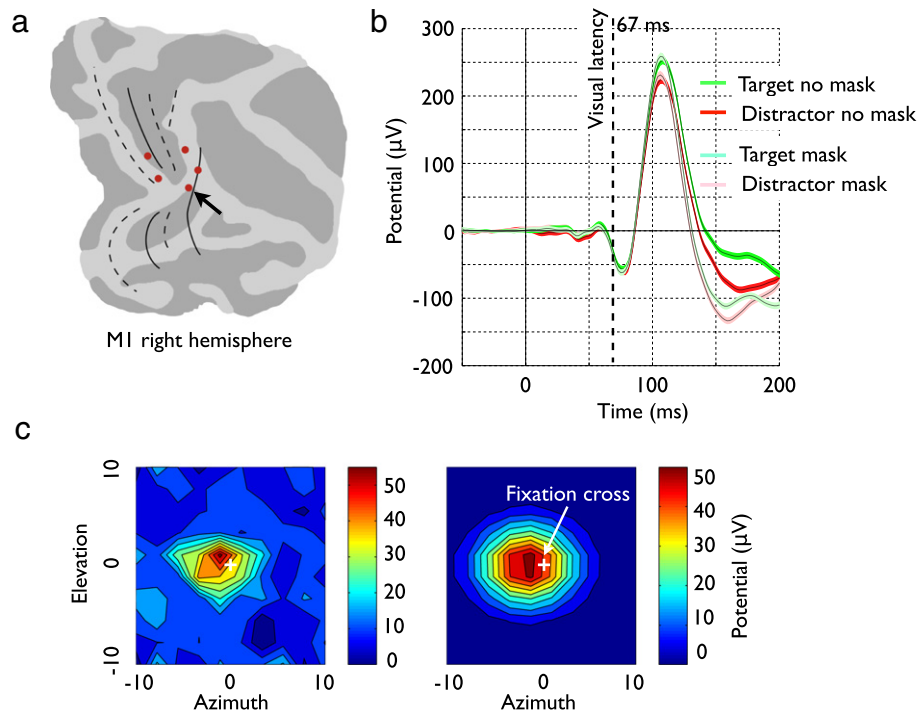 a
M1 right hemisphere
b
67 ms
Visual latency
300
200
100
0
-100
-200
Potential (µV)
0
100
200
Time (ms)
Target no mask
Distractor no mask
Target mask
Distractor mask
c
10
0
-10
Elevation
-10
0
10
Azimuth
50
40
30
20
10
0
Fixation cross
-10
0
10
Azimuth
50
40
30
20
10
0
Potential (µV)